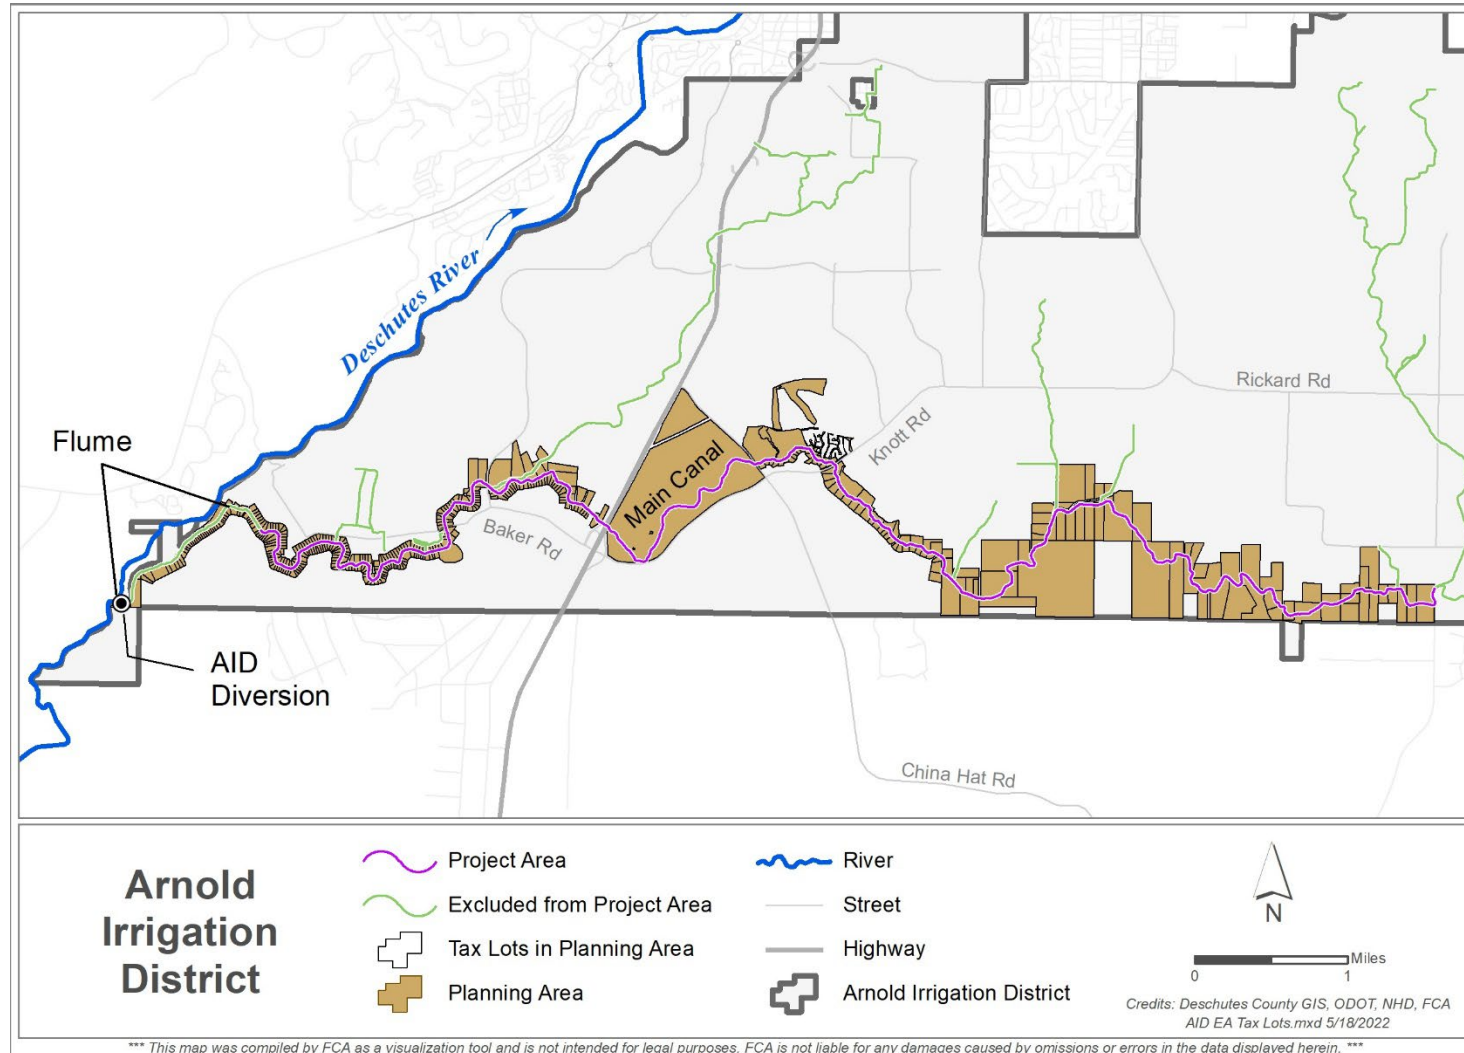 Deschutes River
Rickard Rd
Knott Rd
Flume
Main Canal
Baker Rd
AID
Diversion
China Hat Rd
Arnold
Irrigation
District
Project Area
Excluded from Project Area
Tax Lots in Planning Area
Planning Area
River
Street
Highway
Arnold Irrigation District
N
Miles
0 1
Credits: Deschutes County GIS, ODOT, NHD, FCA
AID EA Tax Lots.mxd 5/18/2022
*** This map was compiled by FCA as a visualization tool and is not intended for legal purposes. FCA is not liable for any damages caused by omissions or errors in the data displayed herein. ***